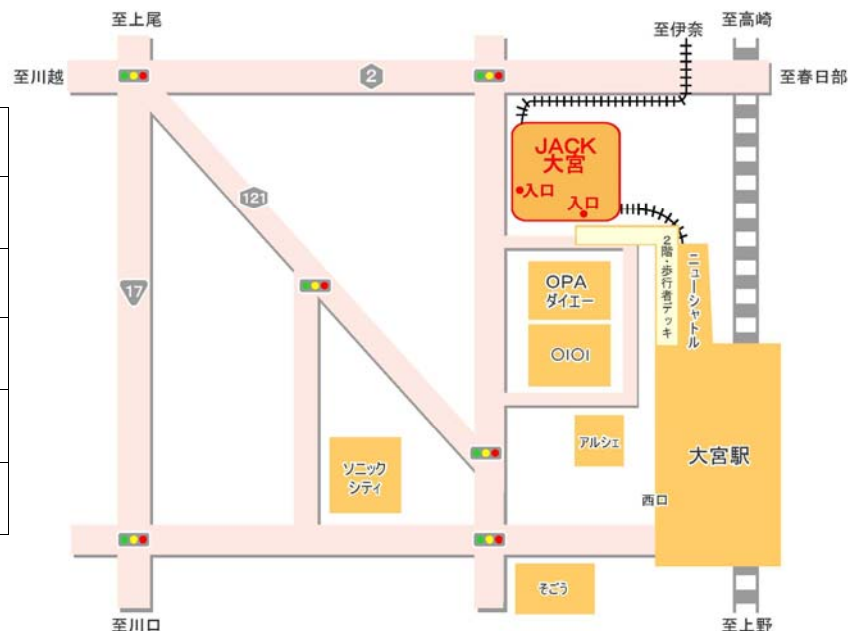 至上尾
至高崎
至伊奈
至川越
2
至春日部
JACK
大宮
入口
入口
121
17
2階・歩行者デッキ
ニューシャトル
OPA
ダイエー
OIOI
アルシェ
大宮駅
ソニック
シティ
西口
そごう
至川口
至上野